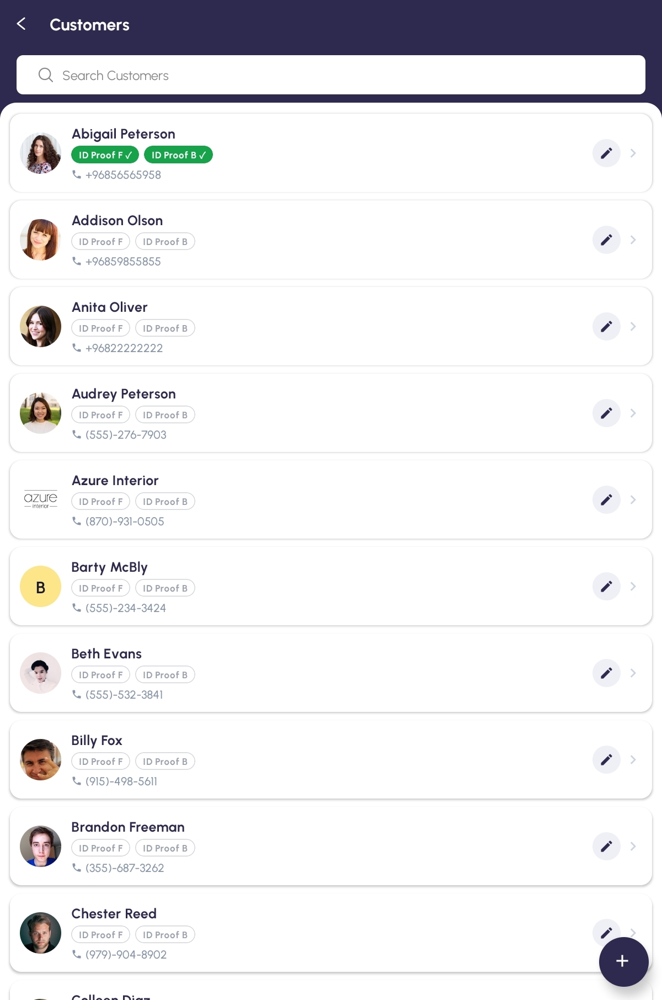 Customers
Search Customers
Abigail Peterson
ID Proof F ✓ ID Proof B ✓
+96856565958
Addison Olson
ID Proof F ID Proof B
+96859855855
Anita Oliver
ID Proof F ID Proof B
+96822222222
Audrey Peterson
ID Proof F ID Proof B
(555)-276-7903
azure
interior
Azure Interior
ID Proof F ID Proof B
(870)-931-0505
B
Barty McBly
ID Proof F ID Proof B
(555)-234-3424
Beth Evans
ID Proof F ID Proof B
(555)-532-3841
Billy Fox
ID Proof F ID Proof B
(915)-498-5611
Brandon Freeman
ID Proof F ID Proof B
(355)-687-3262
Chester Reed
ID Proof F ID Proof B
(979)-904-8902
Colleen Diaz